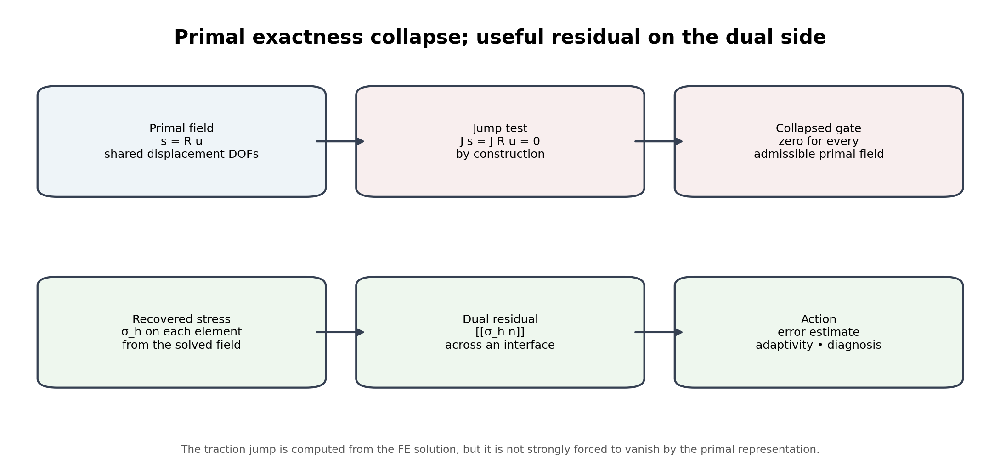 Primal exactness collapse; useful residual on the dual side
Primal field
s = R u
shared displacement DOFs
Jump test
J s = J R u = 0
by construction
Collapsed gate
zero for every
admissible primal field
Recovered stress
σ_h on each element
from the solved field
Dual residual
[[σ_h n]]
across an interface
Action
error estimate
adaptivity • diagnosis
The traction jump is computed from the FE solution, but it is not strongly forced to vanish by the primal representation.